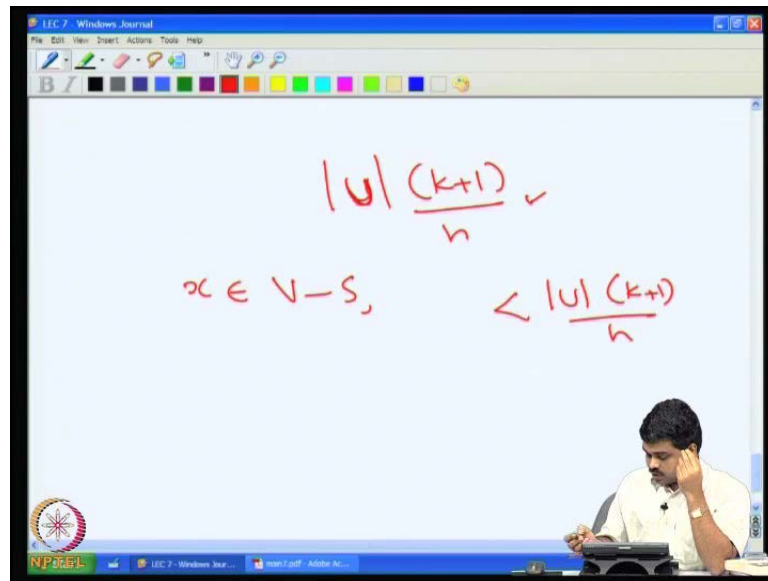 LEC 7 - Windows Journal
File Edit View Insert Actions Tools Help
B I
|U| (k+1)/n ✓
x ∈ V – S, < |U| (k+1)/n
NPTEL LEC 7 - Windows Jour... main7.pdf - Adobe Ac...